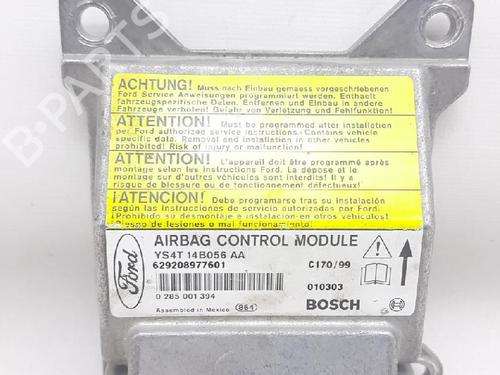 B-PARTS
ACHTUNG! Muss nach Einbau gemaess vorgeschriebenen
Ford Service Anweisungen programmiert werden. Enthaelt
fahrzeugspezifische Daten. Entfernen und Einbau in andere
Fahrzeuge verboten! Gefahr von Verletzung und Fehlfunktion!
ATTENTION! Must be programmed after installation
per Ford authorized service instructions. Contains vehicle
specific data. Removal and installation in other vehicles
prohibited! Risk of injury or malfunction!
ATTENTION! L'appareil doit être programmé après
montage selon les instructions Ford. La dépose et le
montage sur d'autres véhicules sont interdits! Il y a
risque de blessure ou de fonctionnement défectueux!
¡ATENCION! Debe programarse tras su instalación
según las instrucciones de servicio autorizadas por Ford.
¡Prohibido su desmontaje e instalación en otros vehículos!
¡Riesgo de lesiones o mal funcionamiento!
Ford
AIRBAG CONTROL MODULE
YS4T 14B056 AA
629208977601
C170/99
0 285 001 394
010303
Assembled in Mexico
864
BOSCH